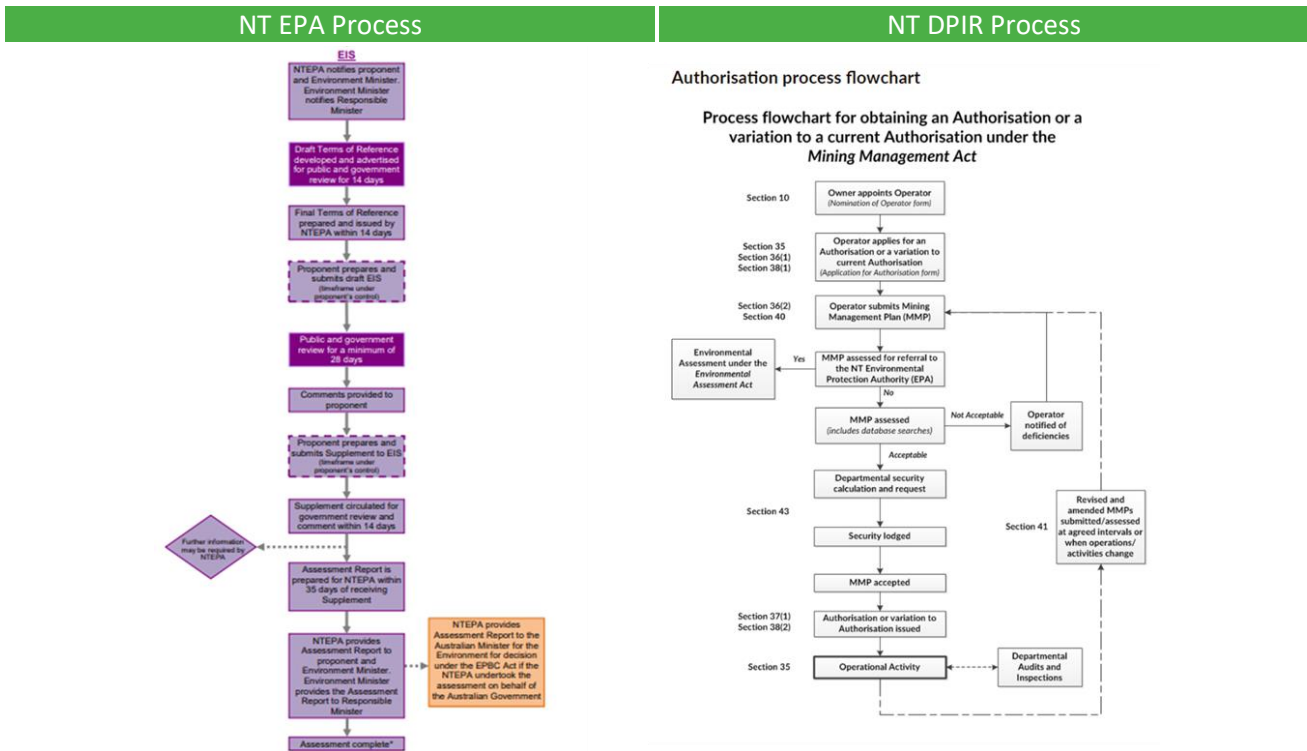 NT EPA Process
NT DPIR Process
EIS
NTEPA notifies proponent
and Environment Minister.
Environment Minister
notifies Responsible
Minister
Draft Terms of Reference
developed and advertised
for public and government
review for 14 days
Final Terms of Reference
prepared and issued by
NTEPA within 14 days
Proponent prepares and
submits draft EIS
(timeframe under
proponent's control)
Public and government
review for a minimum of
28 days
Comments provided to
proponent
Proponent prepares and
submits Supplement to EIS
(timeframe under
proponent's control)
Supplement circulated for
government review and
comment within 14 days
Further information
may be required by
NTEPA
Assessment Report is
prepared for NTEPA within
35 days of receiving
Supplement
NTEPA provides
Assessment Report to
proponent and
Environment Minister.
Environment Minister
provides the Assessment
Report to Responsible
Minister
NTEPA provides
Assessment Report to the
Australian Minister for the
Environment for decision
under the EPBC Act if the
NTEPA undertook the
assessment on behalf of
the Australian Government
Assessment complete*
Authorisation process flowchart
Process flowchart for obtaining an Authorisation or a
variation to a current Authorisation under the
Mining Management Act
Section 10
Owner appoints Operator
(Nomination of Operator form)
Section 35
Section 36(1)
Section 38(1)
Operator applies for an
Authorisation or a variation to
current Authorisation
(Application for Authorisation form)
Section 36(2)
Section 40
Operator submits Mining
Management Plan (MMP)
Environmental
Assessment under the
Environmental
Assessment Act
Yes
MMP assessed for referral to
the NT Environmental
Protection Authority (EPA)
No
MMP assessed
(includes database searches)
Not Acceptable
Operator
notified of
deficiencies
Acceptable
Departmental security
calculation and request
Section 43
Security lodged
Section 41
Revised and
amended MMPs
submitted/assessed
at agreed intervals or
when operations/
activities change
MMP accepted
Section 37(1)
Section 38(2)
Authorisation or variation to
Authorisation issued
Section 35
Operational Activity
Departmental
Audits and
Inspections